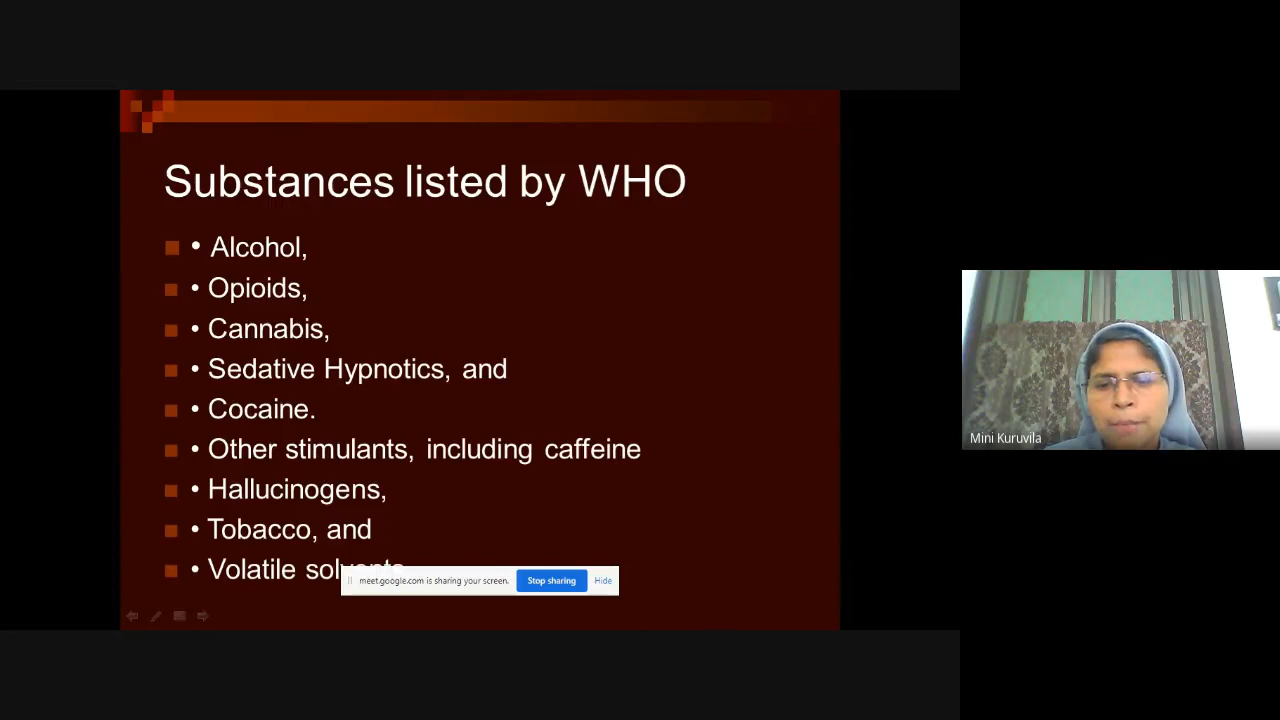 Substances listed by WHO
• Alcohol,
• Opioids,
• Cannabis,
• Sedative Hypnotics, and
• Cocaine.
• Other stimulants, including caffeine
• Hallucinogens,
• Tobacco, and
• Volatile solvents
meet.google.com is sharing your screen. Stop sharing Hide
Mini Kuruvila